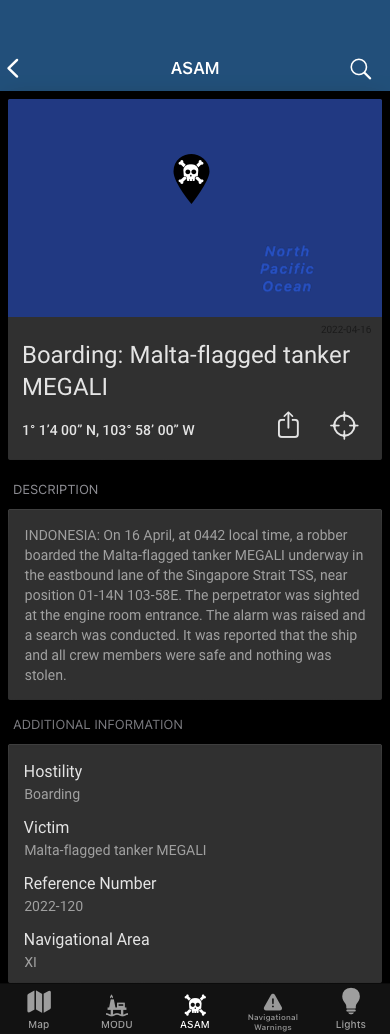 ASAM
North
Pacific
Ocean
2022-04-16
Boarding: Malta-flagged tanker
MEGALI
1° 1’4 00” N, 103° 58’ 00” W
DESCRIPTION
INDONESIA: On 16 April, at 0442 local time, a robber
boarded the Malta-flagged tanker MEGALI underway in
the eastbound lane of the Singapore Strait TSS, near
position 01-14N 103-58E. The perpetrator was sighted
at the engine room entrance. The alarm was raised and
a search was conducted. It was reported that the ship
and all crew members were safe and nothing was
stolen.
ADDITIONAL INFORMATION
Hostility
Boarding
Victim
Malta-flagged tanker MEGALI
Reference Number
2022-120
Navigational Area
XI
Map
MODU
ASAM
Navigational
Warnings
Lights